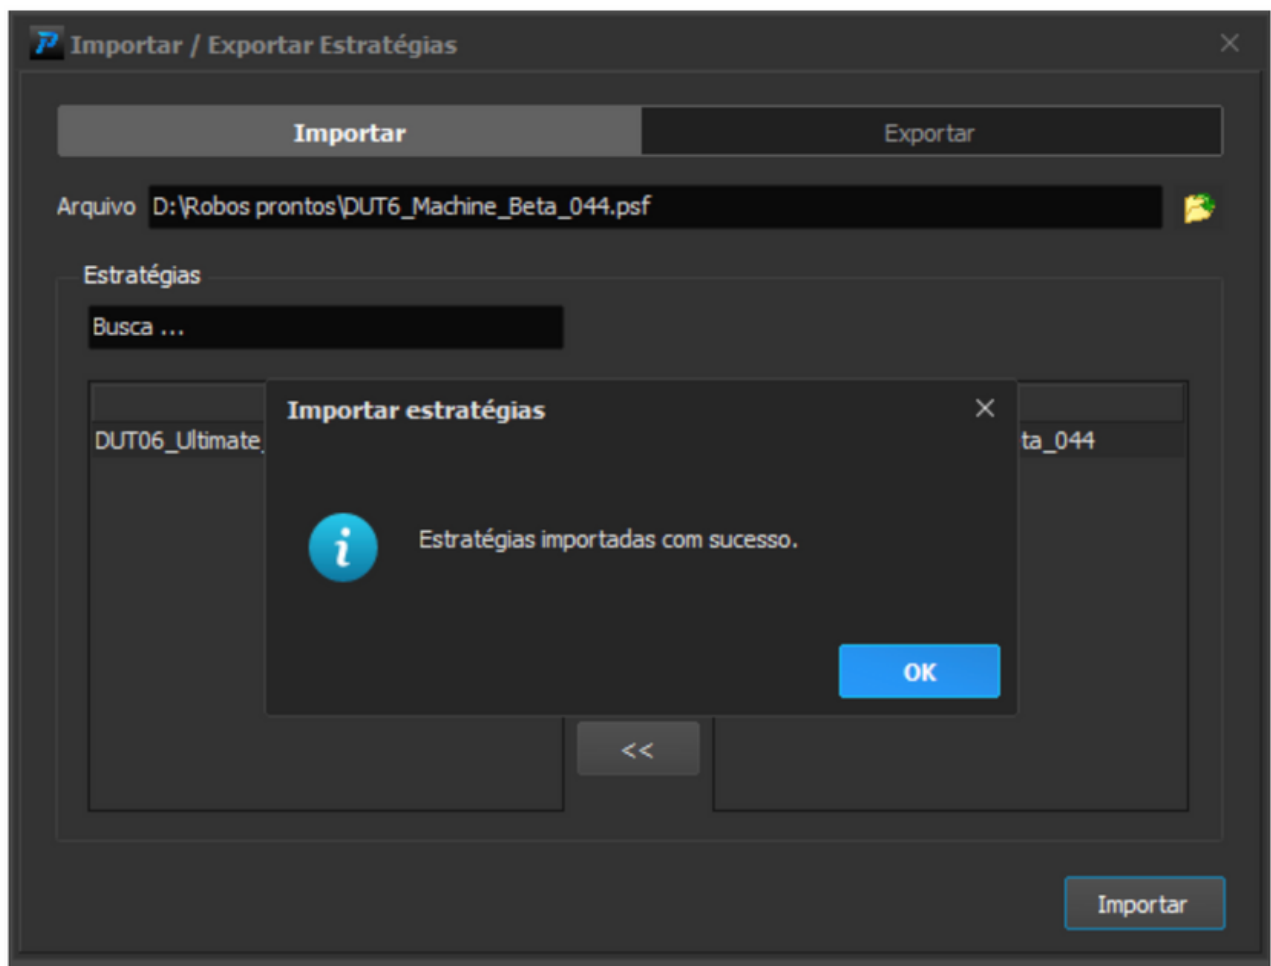 Importar / Exportar Estratégias
Importar
Exportar
Arquivo D:\Robos prontos\DUT6_Machine_Beta_044.psf
Estratégias
Busca ...
Importar estratégias
DUT06_Ultimate_
ta_044
Estratégias importadas com sucesso.
OK
<<
Importar